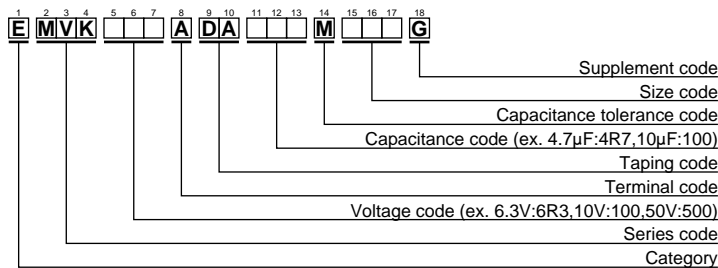 1 2 3 4 5 6 7 8 9 10 11 12 13 14 15 16 17 18
E MVK A DA M G
Supplement code
Size code
Capacitance tolerance code
Capacitance code (ex. 4.7μF:4R7,10μF:100)
Taping code
Terminal code
Voltage code (ex. 6.3V:6R3,10V:100,50V:500)
Series code
Category